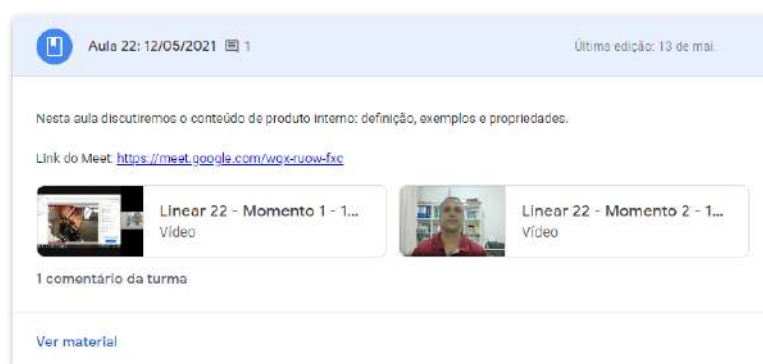 Aula 22: 12/05/2021 1
Última edição: 13 de mai.
Nesta aula discutiremos o conteúdo de produto interno: definição, exemplos e propriedades.
Link do Meet: https://meet.google.com/wqx-ruow-fxc
Linear 22 - Momento 1 - 1...
Vídeo
Linear 22 - Momento 2 - 1...
Vídeo
1 comentário da turma
Ver material